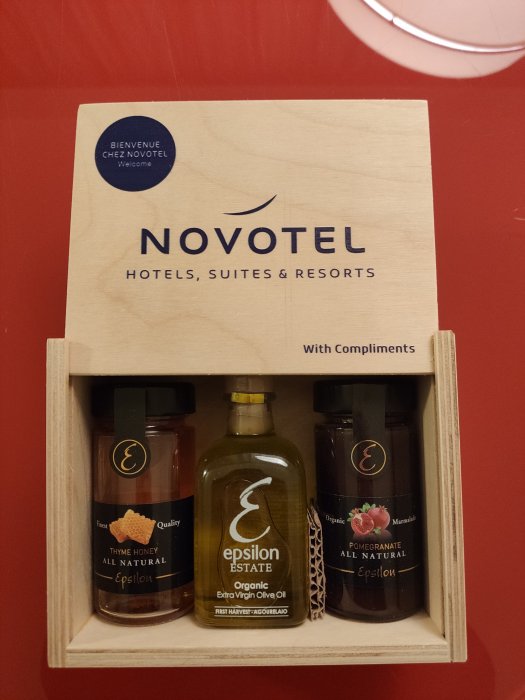 BIENVENUE
CHEZ NOVOTEL
Welcome
NOVOTEL
HOTELS, SUITES & RESORTS
With Compliments
Ɛ
Finest Quality
THYME HONEY
ALL NATURAL
Epsilon
Ɛ
epsilon
ESTATE
Organic
Extra Virgin Olive Oil
FIRST HARVEST-AGOURELAIO
Ɛ
Organic Marmalade
POMEGRANATE
ALL NATURAL
Epsilon